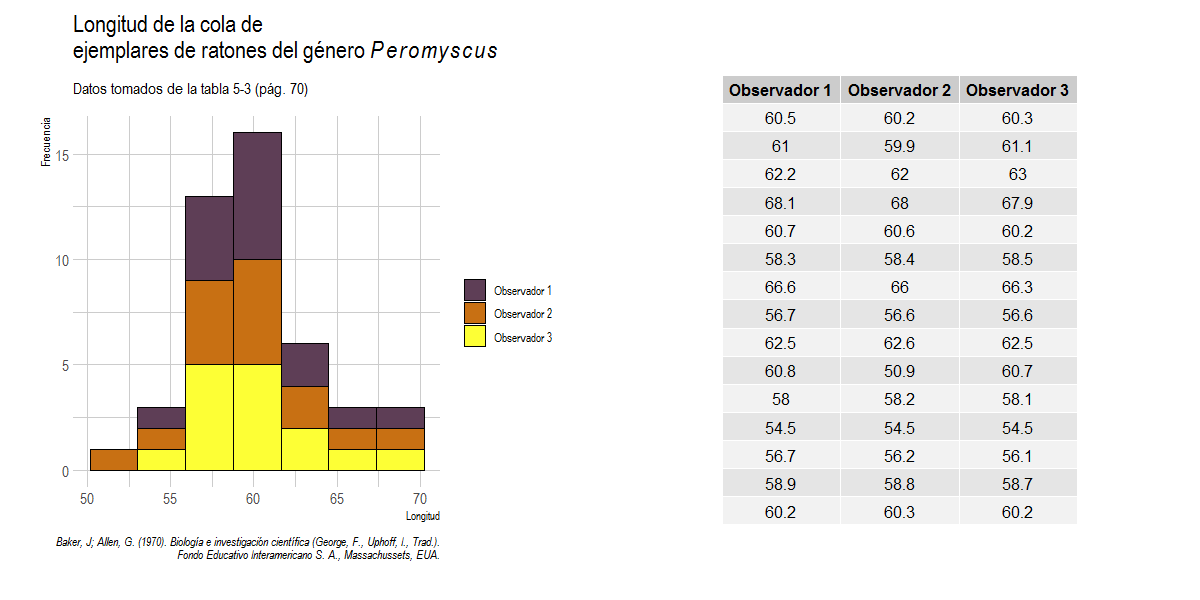 Longitud de la cola de
ejemplares de ratones del género Peromyscus
Datos tomados de la tabla 5-3 (pág. 70)
Frecuencia
15
10
5
0
50 55 60 65 70
Longitud
Observador 1
Observador 2
Observador 3
Baker, J; Allen, G. (1970). Biología e investigación científica (George, F., Uphoff, I., Trad.).
Fondo Educativo Interamericano S. A., Massachussets, EUA.
Observador 1 Observador 2 Observador 3
60.5 60.2 60.3
61 59.9 61.1
62.2 62 63
68.1 68 67.9
60.7 60.6 60.2
58.3 58.4 58.5
66.6 66 66.3
56.7 56.6 56.6
62.5 62.6 62.5
60.8 50.9 60.7
58 58.2 58.1
54.5 54.5 54.5
56.7 56.2 56.1
58.9 58.8 58.7
60.2 60.3 60.2